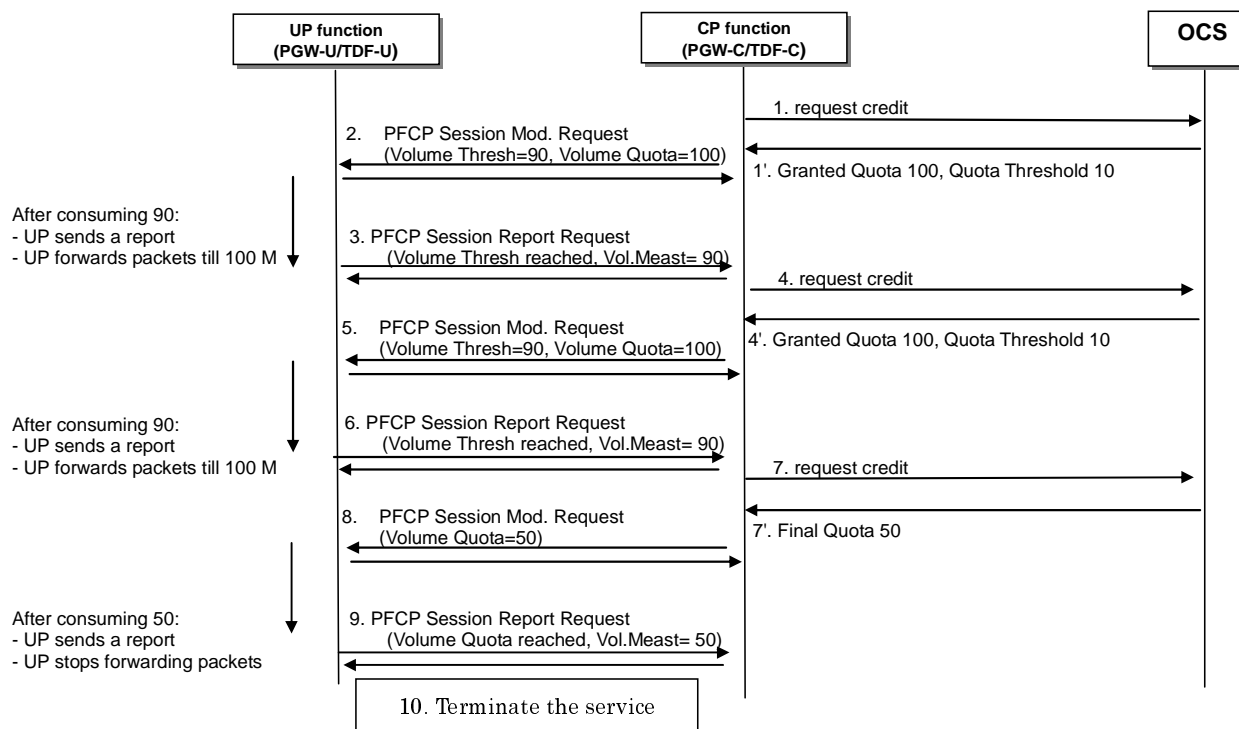 UP function
(PGW-U/TDF-U)
CP function
(PGW-C/TDF-C)
OCS
1. request credit
2. PFCP Session Mod. Request
(Volume Thresh=90, Volume Quota=100)
1'. Granted Quota 100, Quota Threshold 10
After consuming 90:
- UP sends a report
- UP forwards packets till 100 M
3. PFCP Session Report Request
(Volume Thresh reached, Vol.Meast= 90)
4. request credit
5. PFCP Session Mod. Request
(Volume Thresh=90, Volume Quota=100)
4'. Granted Quota 100, Quota Threshold 10
After consuming 90:
- UP sends a report
- UP forwards packets till 100 M
6. PFCP Session Report Request
(Volume Thresh reached, Vol.Meast= 90)
7. request credit
8. PFCP Session Mod. Request
(Volume Quota=50)
7'. Final Quota 50
After consuming 50:
- UP sends a report
- UP stops forwarding packets
9. PFCP Session Report Request
(Volume Quota reached, Vol.Meast= 50)
10. Terminate the service